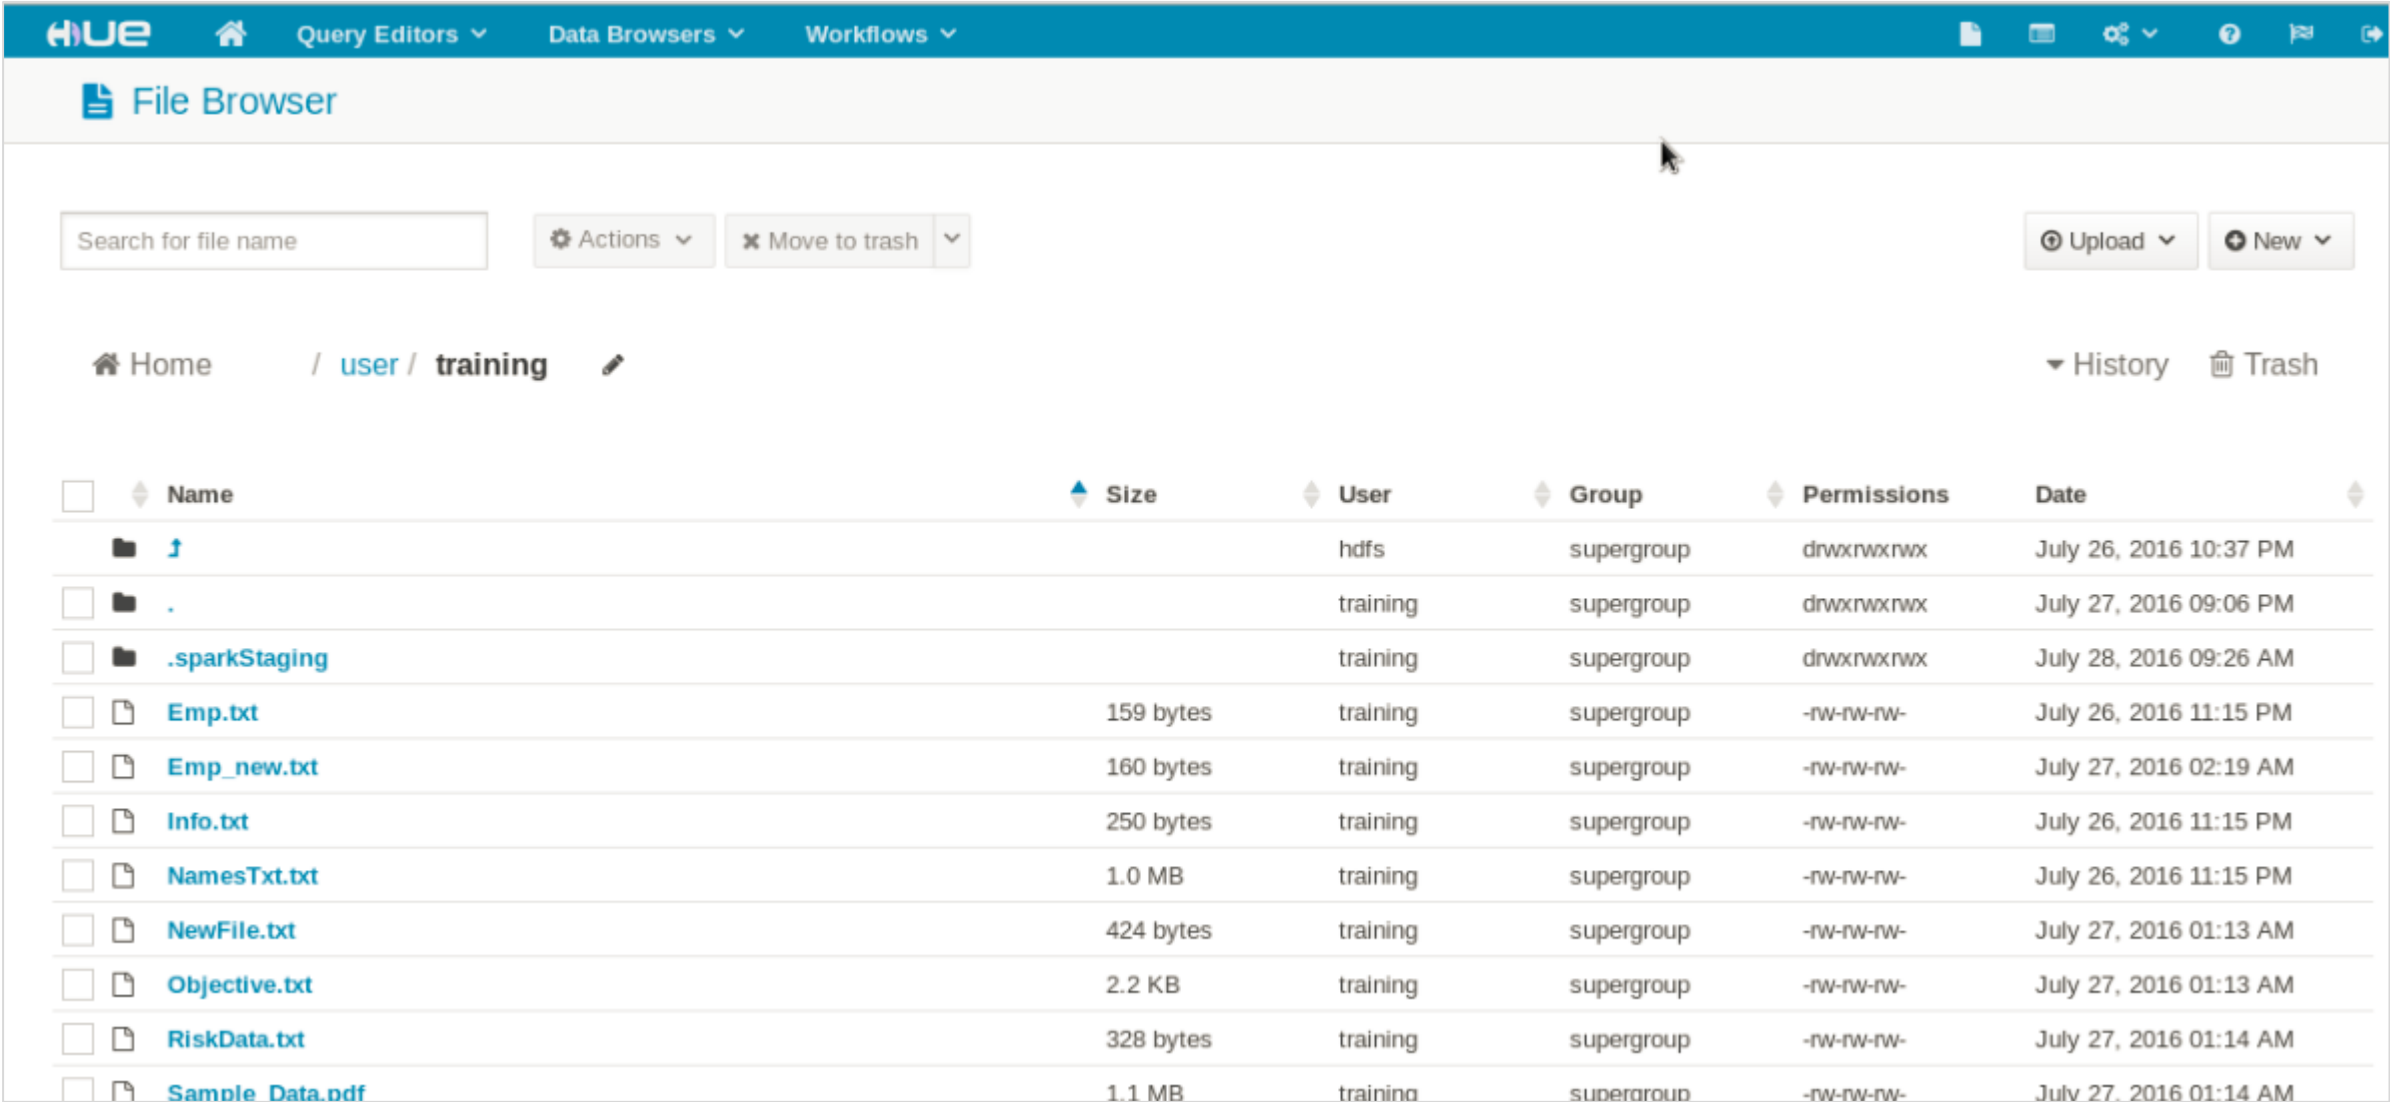 HUE Query Editors Data Browsers Workflows
File Browser
Search for file name Actions Move to trash Upload New
Home / user / training History Trash
Name Size User Group Permissions Date
hdfs supergroup drwxrwxrwx July 26, 2016 10:37 PM
. training supergroup drwxrwxrwx July 27, 2016 09:06 PM
.sparkStaging training supergroup drwxrwxrwx July 28, 2016 09:26 AM
Emp.txt 159 bytes training supergroup -rw-rw-rw- July 26, 2016 11:15 PM
Emp_new.txt 160 bytes training supergroup -rw-rw-rw- July 27, 2016 02:19 AM
Info.txt 250 bytes training supergroup -rw-rw-rw- July 26, 2016 11:15 PM
NamesTxt.txt 1.0 MB training supergroup -rw-rw-rw- July 26, 2016 11:15 PM
NewFile.txt 424 bytes training supergroup -rw-rw-rw- July 27, 2016 01:13 AM
Objective.txt 2.2 KB training supergroup -rw-rw-rw- July 27, 2016 01:13 AM
RiskData.txt 328 bytes training supergroup -rw-rw-rw- July 27, 2016 01:14 AM
Sample_Data.pdf 1.1 MB training supergroup -rw-rw-rw- July 27, 2016 01:14 AM